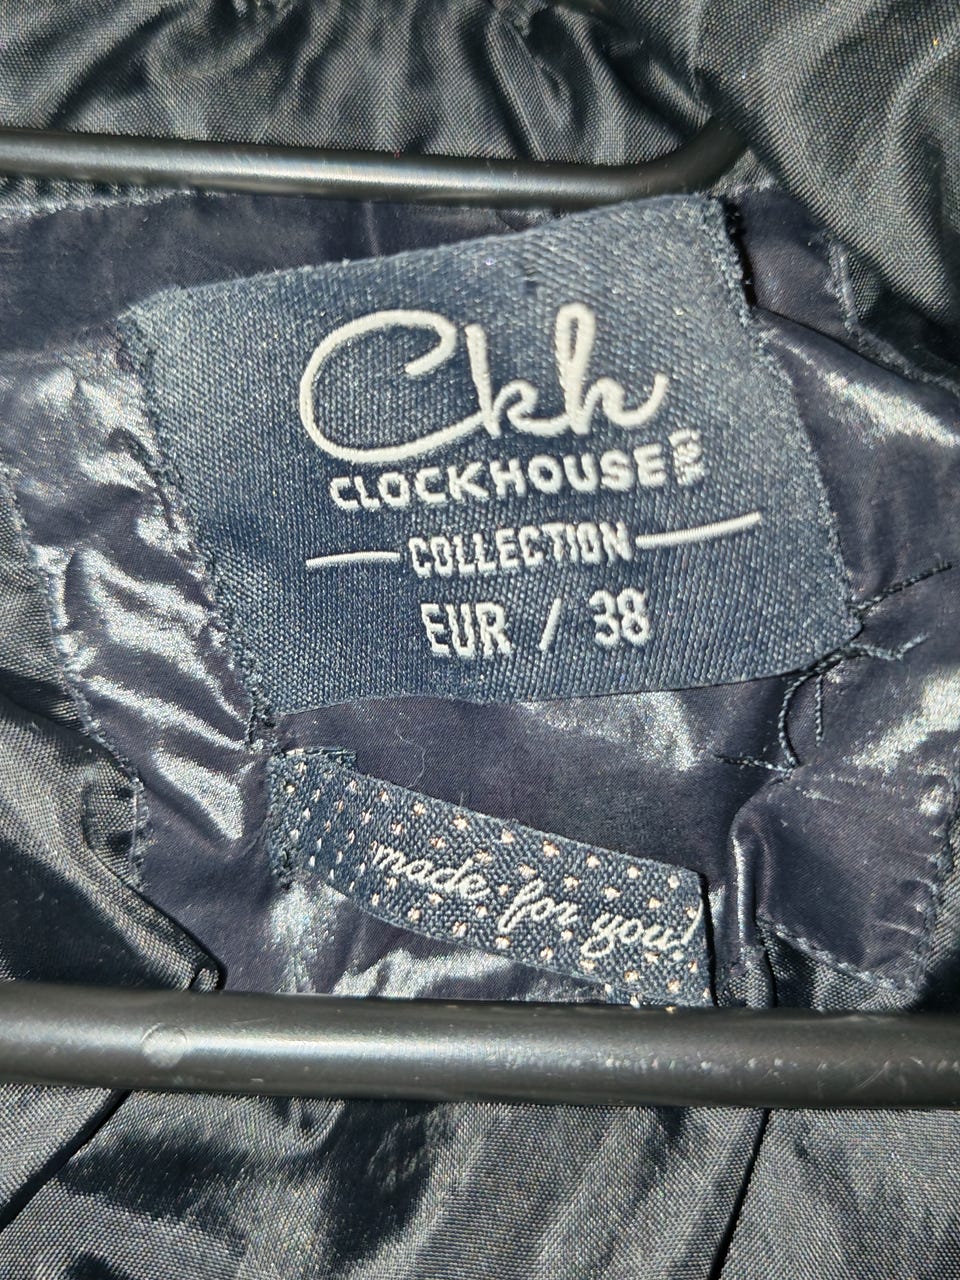 Ckh
CLOCKHOUSE
COLLECTION
EUR / 38
made for you!